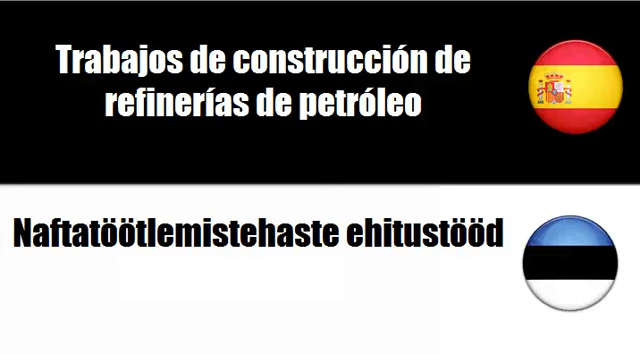 Trabajos de construcción de
refinerías de petróleo
Naftatöötlemistehaste ehitustööd